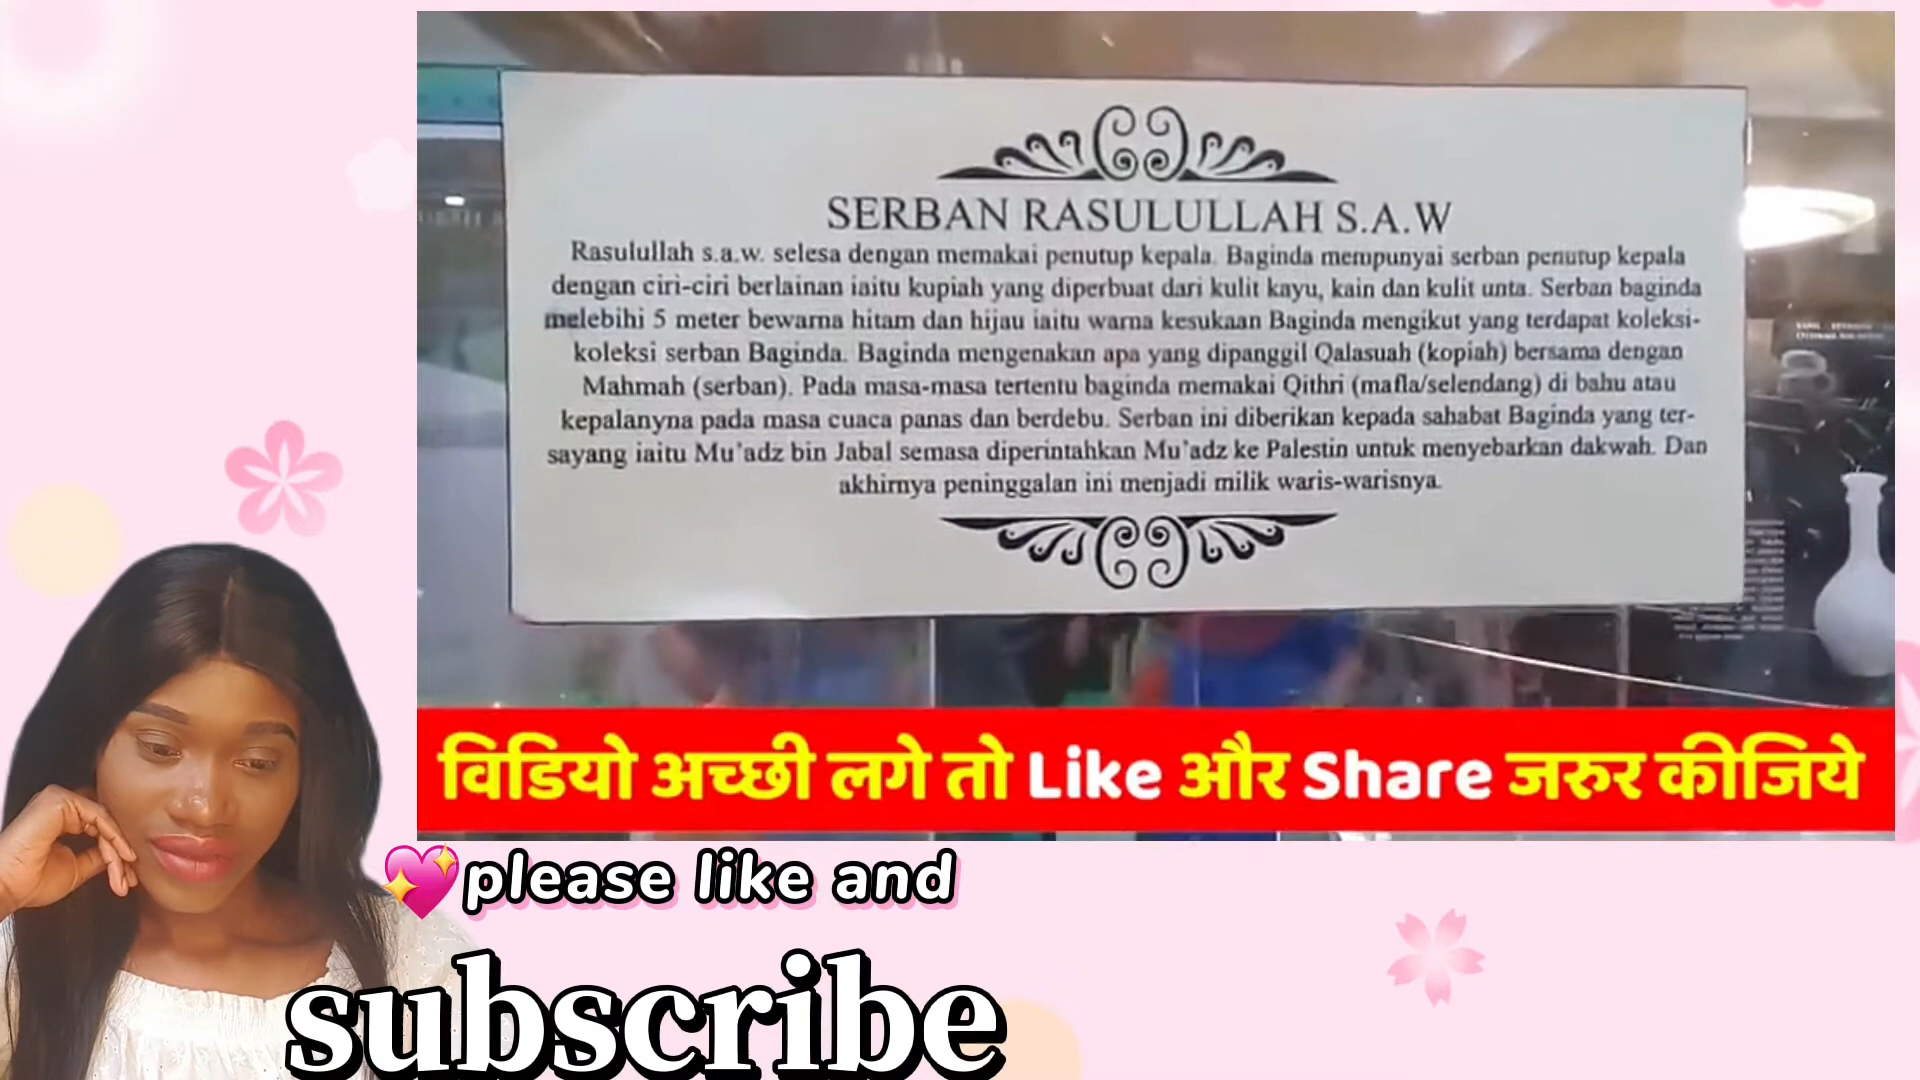 SERBAN RASULULLAH S.A.W
Rasulullah s.a.w. selesa dengan memakai penutup kepala. Baginda mempunyai serban penutup kepala
dengan ciri-ciri berlainan iaitu kupiah yang diperbuat dari kulit kayu, kain dan kulit unta. Serban baginda
melebihi 5 meter bewarna hitam dan hijau iaitu warna kesukaan Baginda mengikut yang terdapat koleksi-
koleksi serban Baginda. Baginda mengenakan apa yang dipanggil Qalasuah (kopiah) bersama dengan
Mahmah (serban). Pada masa-masa tertentu baginda memakai Qithri (mafla/selendang) di bahu atau
kepalanyna pada masa cuaca panas dan berdebu. Serban ini diberikan kepada sahabat Baginda yang ter-
sayang iaitu Mu'adz bin Jabal semasa diperintahkan Mu'adz ke Palestin untuk menyebarkan dakwah. Dan
akhirnya peninggalan ini menjadi milik waris-warisnya.
विडियो अच्छी लगे तो Like और Share जरुर कीजिये
please like and
subscribe